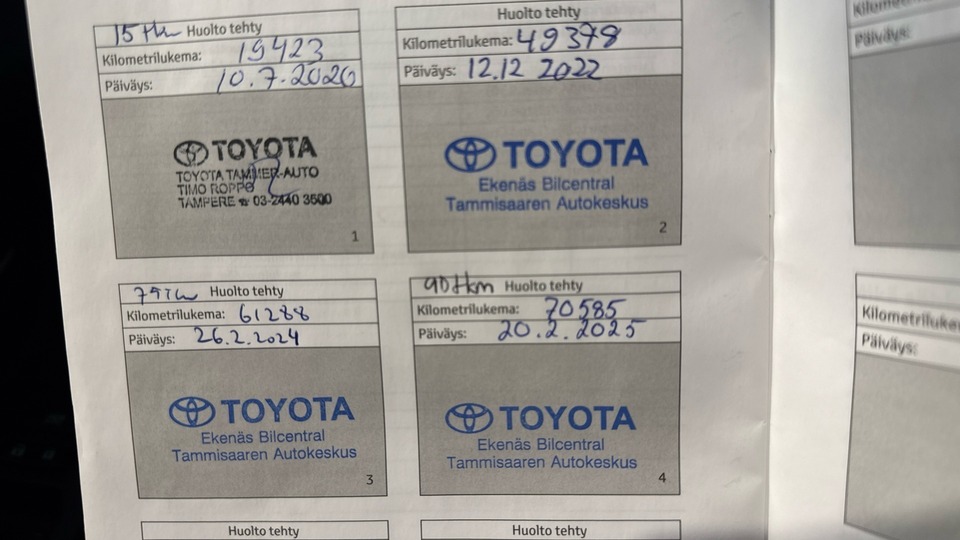 15 tkm Huolto tehty
Kilometrilukema: 19423
Päiväys: 10.7.2020
TOYOTA
TOYOTA TAMMER-AUTO
TIMO ROPPO
TAMPERE ☎ 03-2440 3500
1
Huolto tehty
Kilometrilukema: 49378
Päiväys: 12.12 2022
TOYOTA
Ekenäs Bilcentral
Tammisaaren Autokeskus
2
Huolto tehty
Kilometrilukema: 61288
Päiväys: 26.2.2024
TOYOTA
Ekenäs Bilcentral
Tammisaaren Autokeskus
3
90tkm Huolto tehty
Kilometrilukema: 70585
Päiväys: 20.2.2025
TOYOTA
Ekenäs Bilcentral
Tammisaaren Autokeskus
4
Huolto tehty
Huolto tehty
Päiväys:
Kilometriluke
Päiväys: